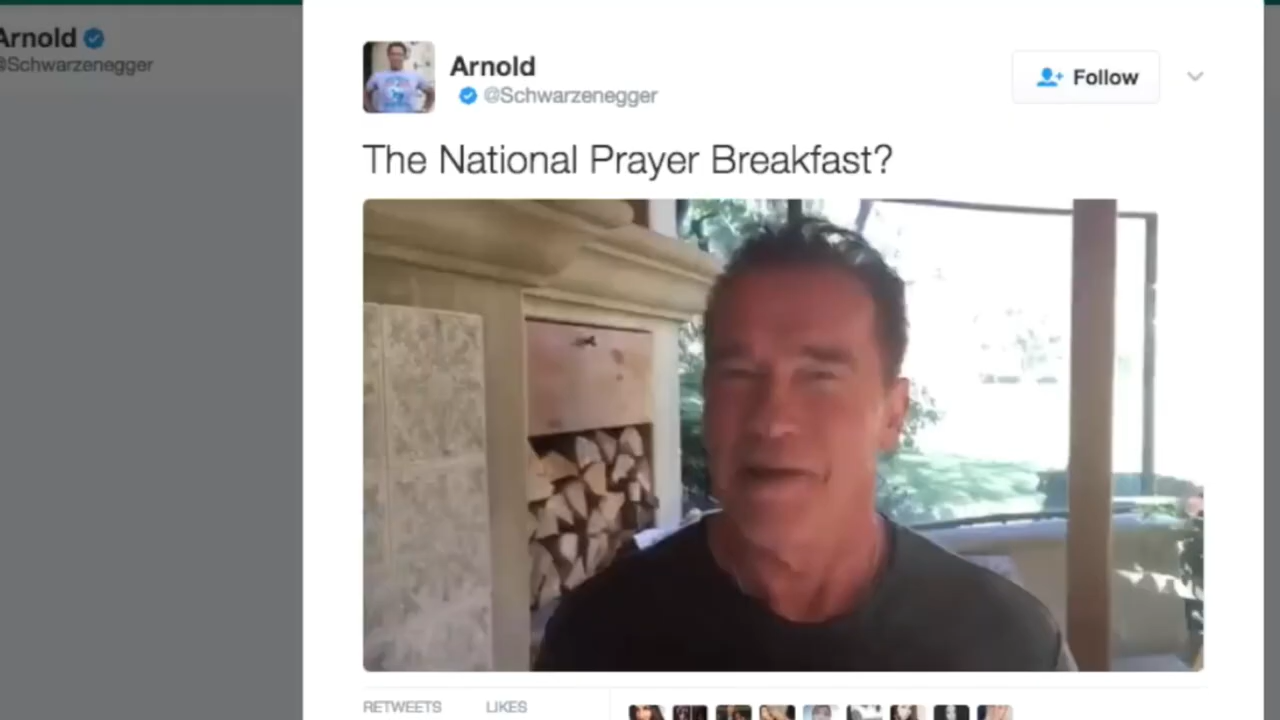 Arnold
@Schwarzenegger
Arnold
@Schwarzenegger
Follow
The National Prayer Breakfast?
RETWEETS LIKES